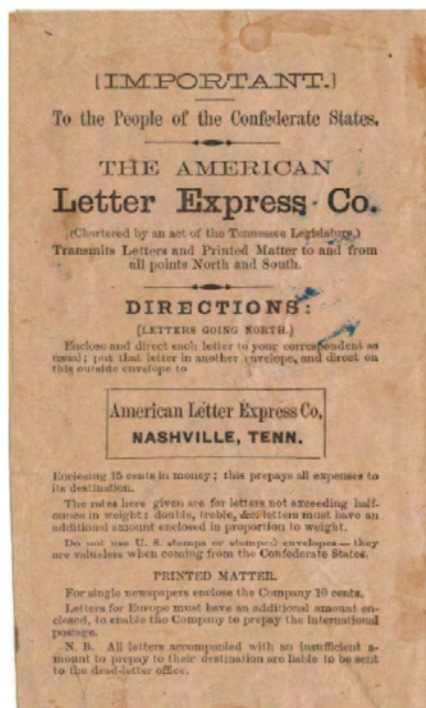 [IMPORTANT.]
To the People of the Confederate States.
THE AMERICAN
Letter Express Co.
(Chartered by an act of the Tennessee Legislature.)
Transmits Letters and Printed Matter to and from
all points North and South.
DIRECTIONS:
(LETTERS GOING NORTH.)
Enclose and direct each letter to your correspondent as
usual; put that letter in another envelope, and direct on
this outside envelope to
American Letter Express Co,
NASHVILLE, TENN.
Enclosing 15 cents in money; this prepays all expenses to
its destination.
The rates here given are for letters not exceeding half-
ounce in weight: double, treble, &c. letters must have an
additional amount enclosed in proportion to weight.
Do not use U. S. stamps or stamped envelopes—they
are valueless when coming from the Confederate States.
PRINTED MATTER.
For single newspapers enclose the Company 10 cents.
Letters for Europe must have an additional amount en-
closed, to enable the Company to prepay the International
postage.
N. B. All letters accompanied with an insufficient a-
mount to prepay to their destination are liable to be sent
to the dead-letter office.